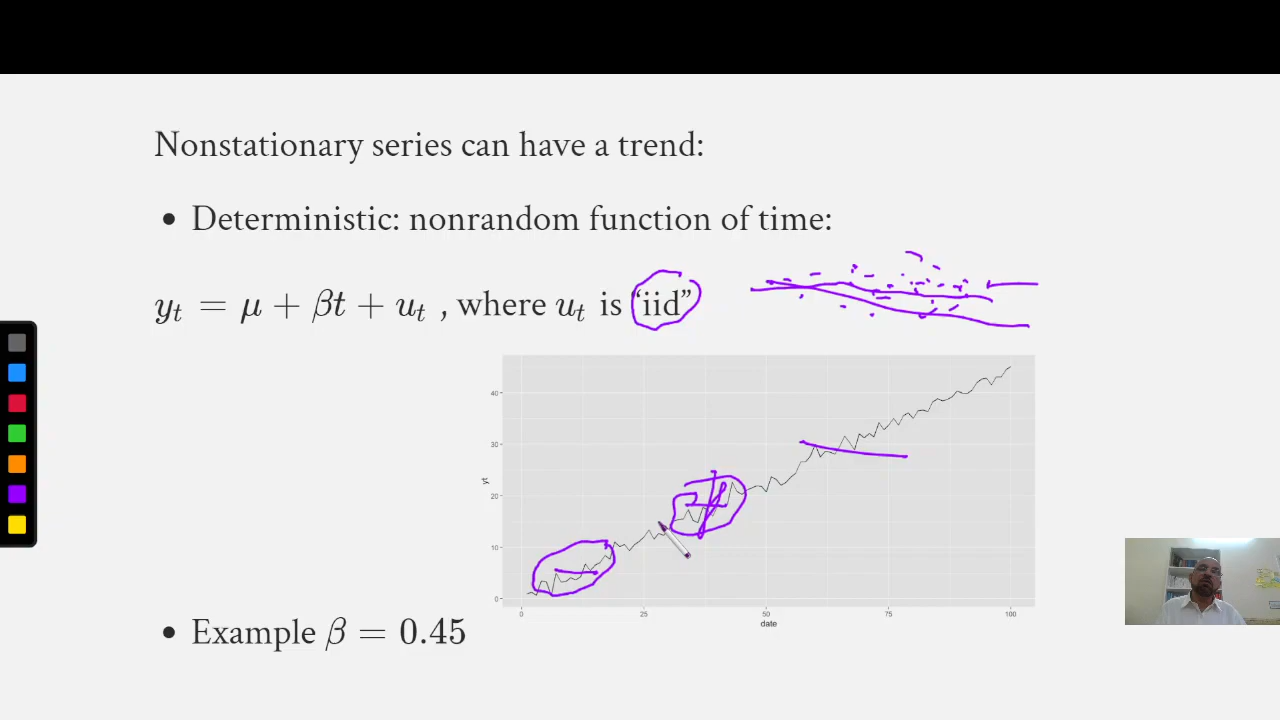 Nonstationary series can have a trend:
• Deterministic: nonrandom function of time:
y_t = μ + βt + u_t , where u_t is “iid”
40
30
20
10
0
yt
0 25 50 75 100
date
• Example β = 0.45